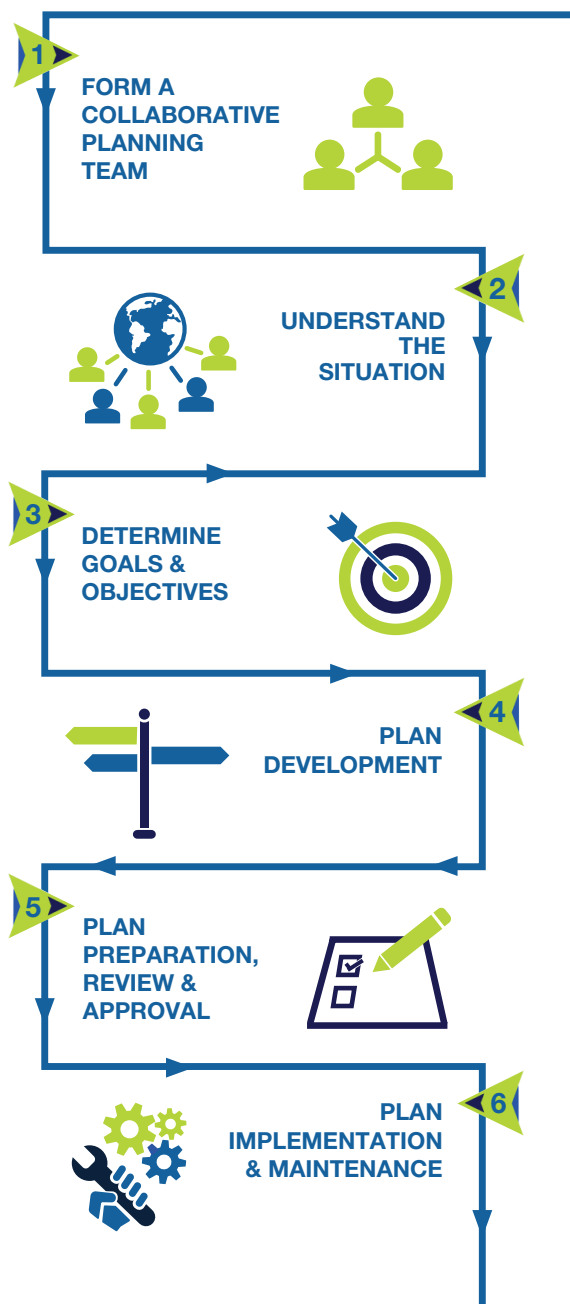 1
FORM A
COLLABORATIVE
PLANNING
TEAM
2
UNDERSTAND
THE
SITUATION
3
DETERMINE
GOALS &
OBJECTIVES
4
PLAN
DEVELOPMENT
5
PLAN
PREPARATION,
REVIEW &
APPROVAL
6
PLAN
IMPLEMENTATION
& MAINTENANCE